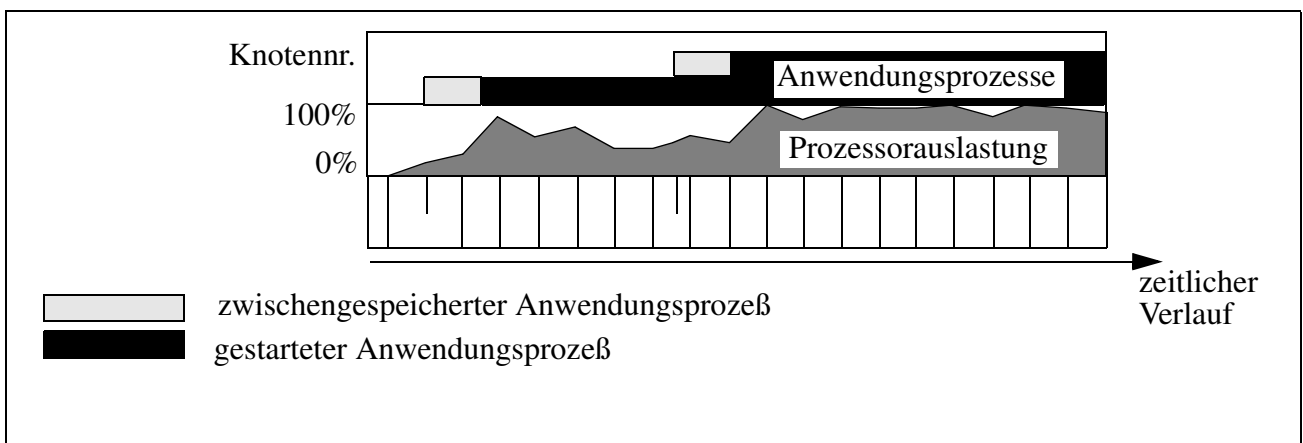 Knotennr.
Anwendungsprozesse
100%
Prozessorauslastung
0%
zeitlicher
Verlauf
zwischengespeicherter Anwendungsprozeß
gestarteter Anwendungsprozeß